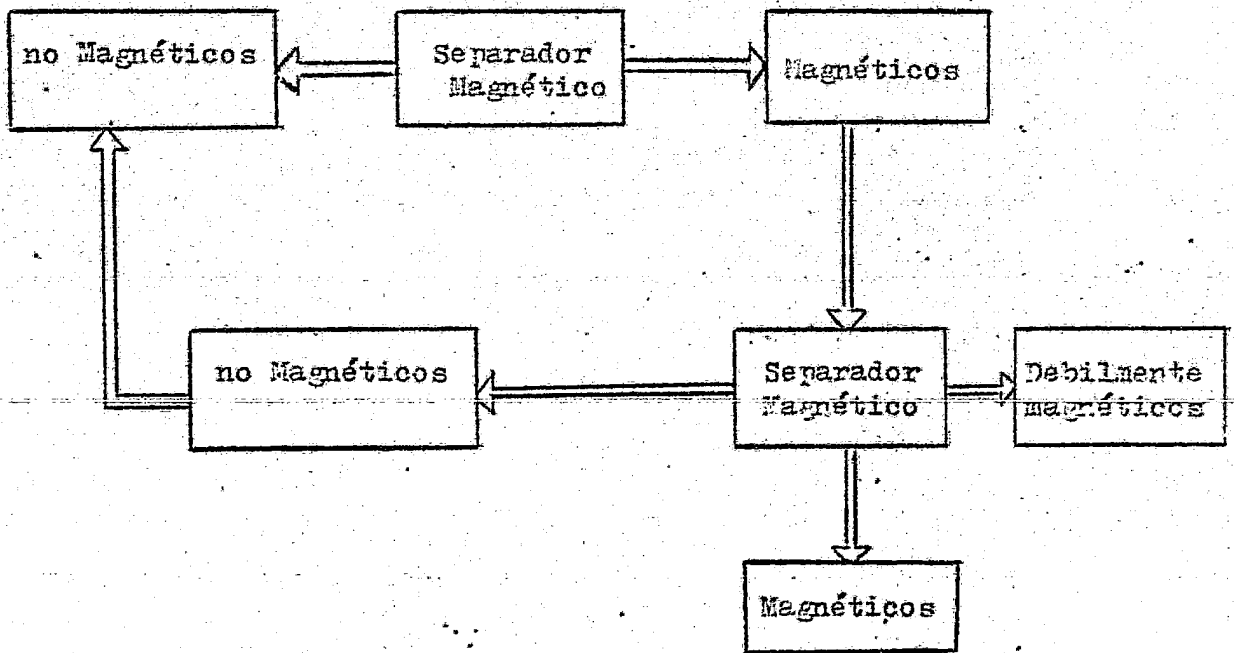 no Magnéticos
Separador
Magnético
Magnéticos
no Magnéticos
Separador
Magnético
Debilmente
magnéticos
Magnéticos